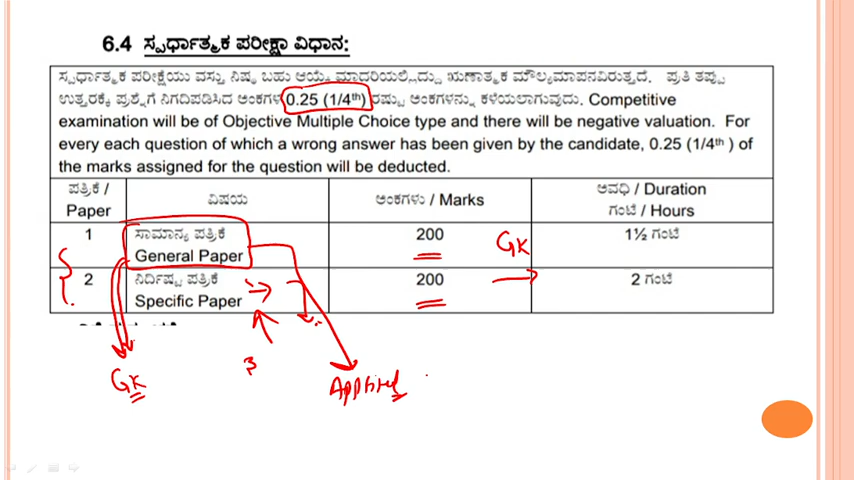 6.4 ಸ್ಪರ್ಧಾತ್ಮಕ ಪರೀಕ್ಷಾ ವಿಧಾನ:
ಸ್ಪರ್ಧಾತ್ಮಕ ಪರೀಕ್ಷೆಯು ವಸ್ತು ನಿಷ್ಠ ಬಹು ಆಯ್ಕೆ ಮಾದರಿಯಲ್ಲಿದ್ದು ಋಣಾತ್ಮಕ ಮೌಲ್ಯಮಾಪನವಿರುತ್ತದೆ. ಪ್ರತಿ ತಪ್ಪು
ಉತ್ತರಕ್ಕೆ ಪ್ರಶ್ನೆಗೆ ನಿಗದಿಪಡಿಸಿದ ಅಂಕಗಳ 0.25 (1/4th) ರಷ್ಟು ಅಂಕಗಳನ್ನು ಕಳೆಯಲಾಗುವುದು. Competitive
examination will be of Objective Multiple Choice type and there will be negative valuation. For
every each question of which a wrong answer has been given by the candidate, 0.25 (1/4th ) of
the marks assigned for the question will be deducted.
ಪತ್ರಿಕೆ / Paper ವಿಷಯ ಅಂಕಗಳು / Marks ಅವಧಿ / Duration ಗಂಟೆ / Hours
1 ಸಾಮಾನ್ಯ ಪತ್ರಿಕೆ General Paper 200 GK 1½ ಗಂಟೆ
2 ನಿರ್ದಿಷ್ಟ ಪತ್ರಿಕೆ Specific Paper 200 2 ಗಂಟೆ
GK